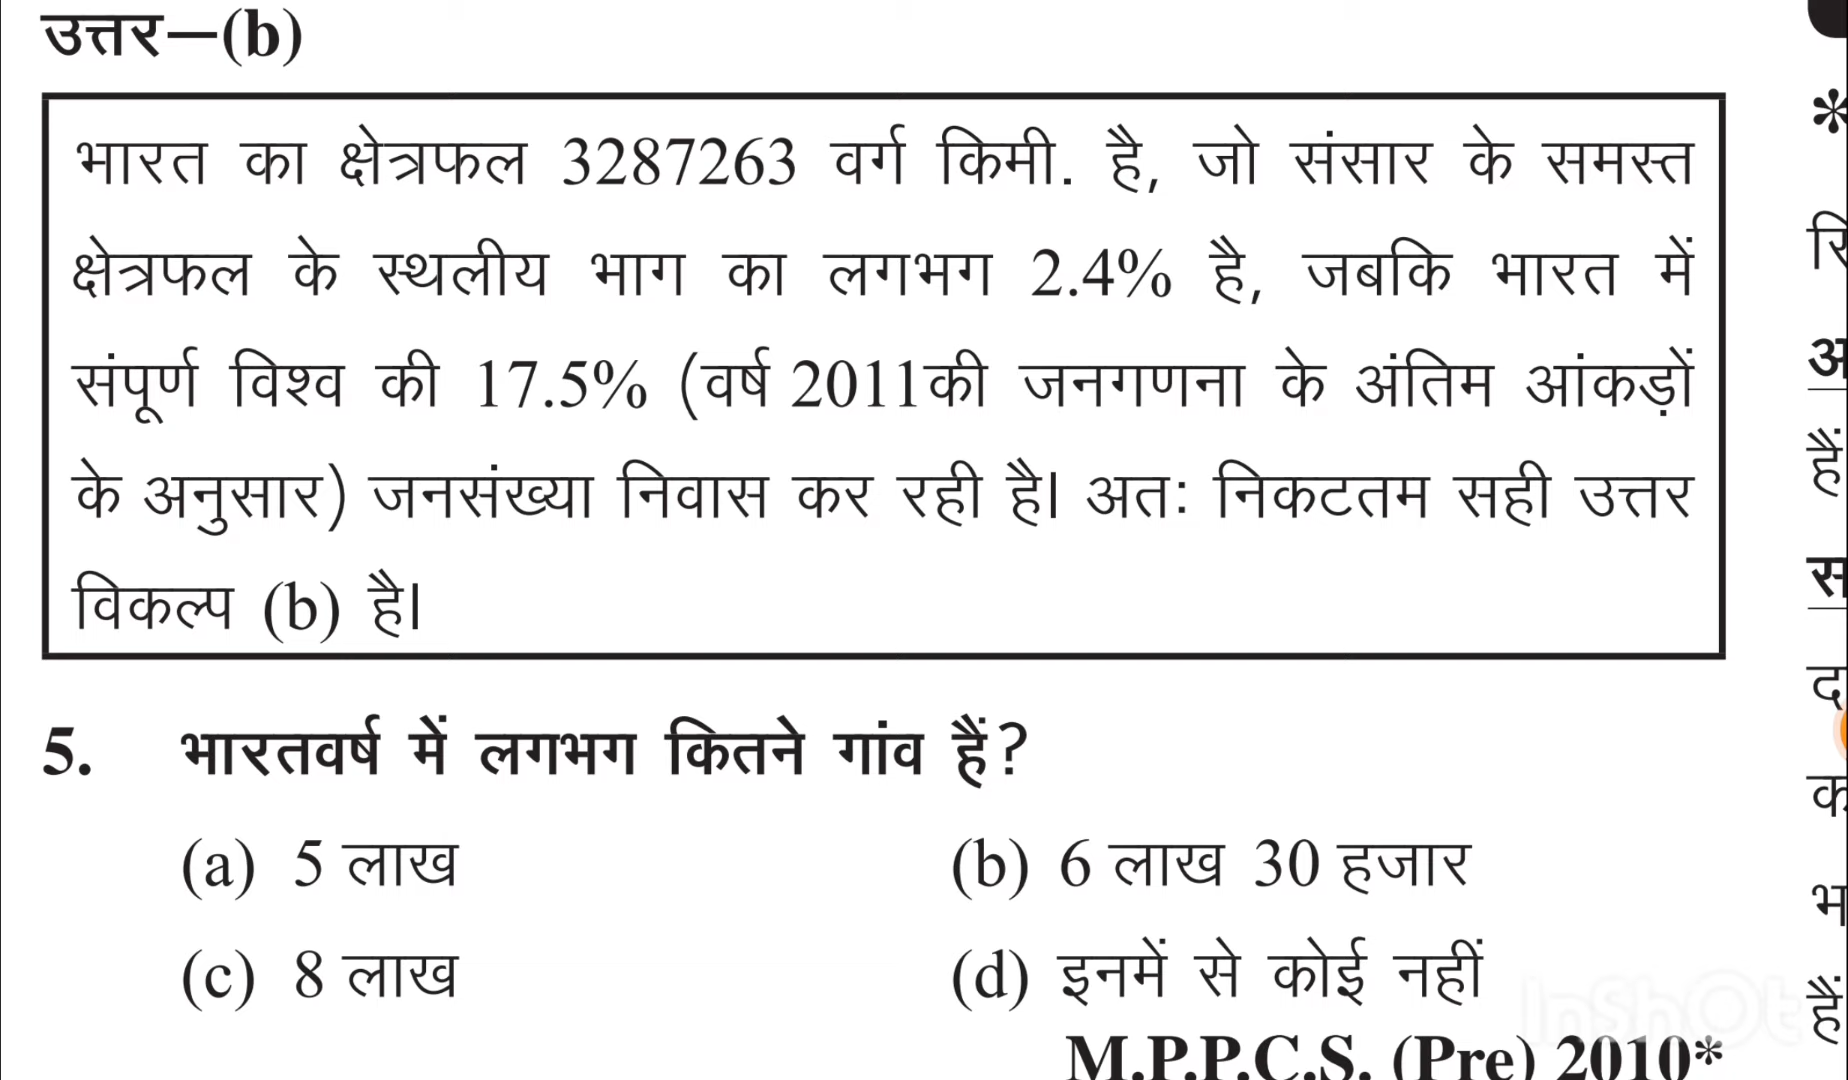 उत्तर—(b)
भारत का क्षेत्रफल 3287263 वर्ग किमी. है, जो संसार के समस्त
क्षेत्रफल के स्थलीय भाग का लगभग 2.4% है, जबकि भारत में
संपूर्ण विश्व की 17.5% (वर्ष 2011की जनगणना के अंतिम आंकड़ों
के अनुसार) जनसंख्या निवास कर रही है। अतः निकटतम सही उत्तर
विकल्प (b) है।
5. भारतवर्ष में लगभग कितने गांव हैं?
(a) 5 लाख (b) 6 लाख 30 हजार
(c) 8 लाख (d) इनमें से कोई नहीं
M.P.P.C.S. (Pre) 2010*
InShOt